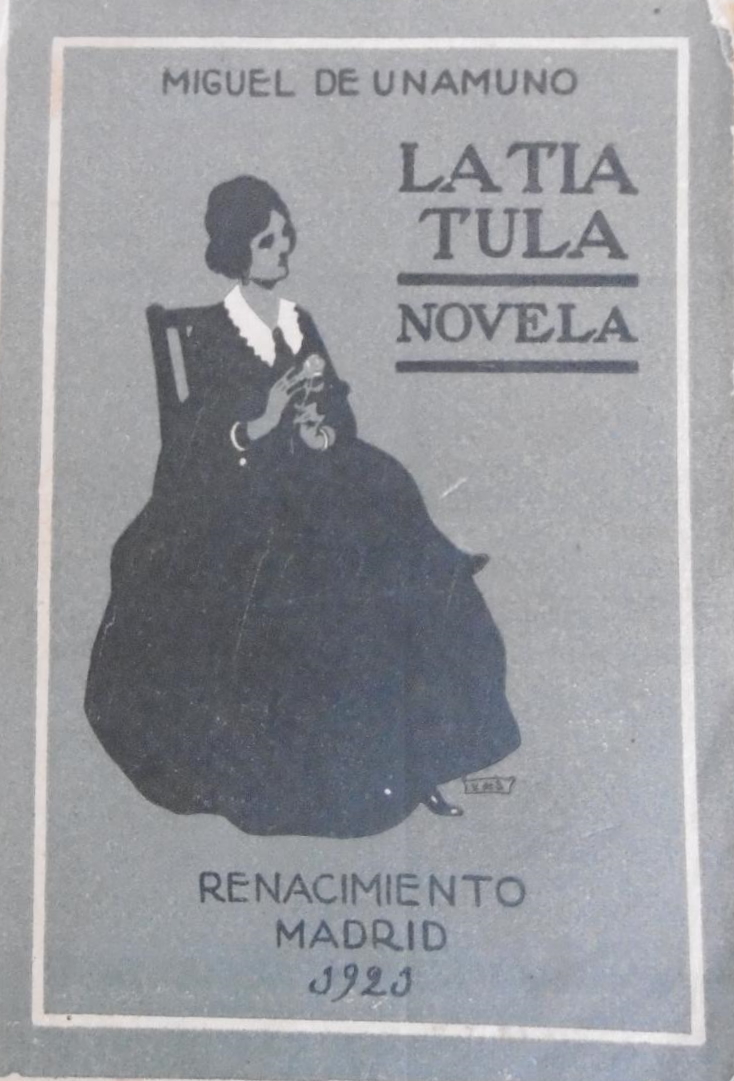 MIGUEL DE UNAMUNO
LA TIA
TULA
NOVELA
RENACIMIENTO
MADRID
1921